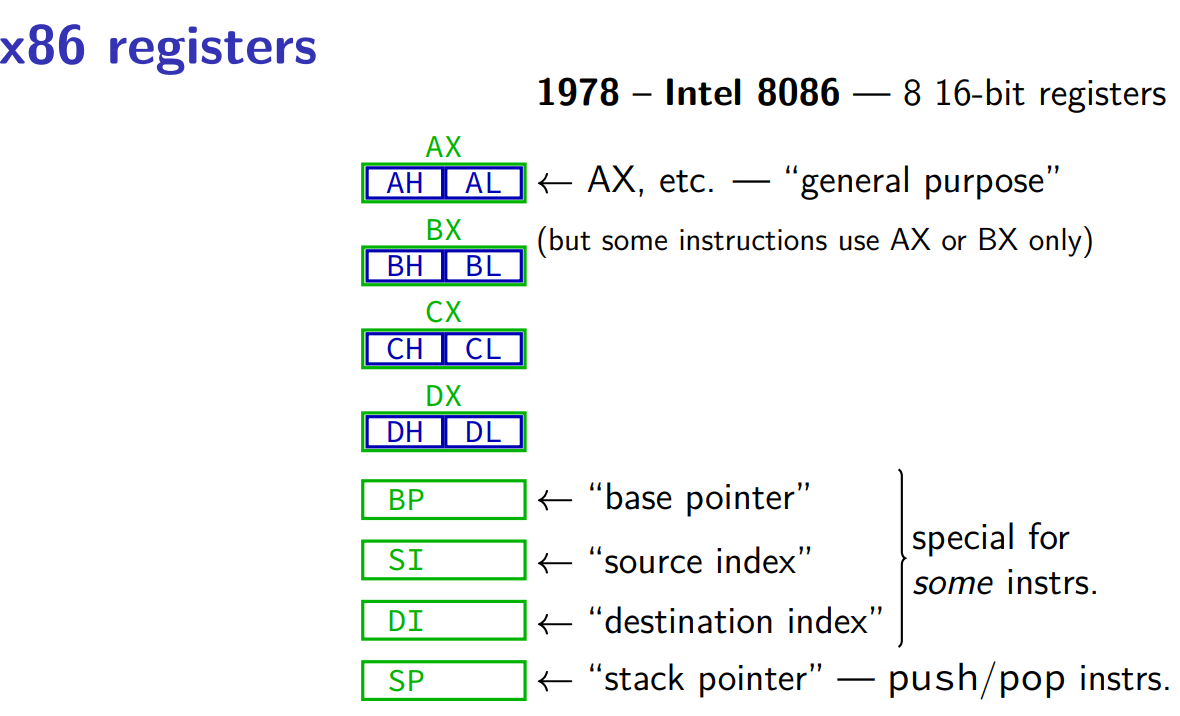 x86 registers
1978 – Intel 8086 — 8 16-bit registers
AX
AH AL ← AX, etc. — “general purpose”
BX
(but some instructions use AX or BX only)
BH BL
CX
CH CL
DX
DH DL
BP ← “base pointer”
SI ← “source index”
DI ← “destination index”
special for
some instrs.
SP ← “stack pointer” — push/pop instrs.